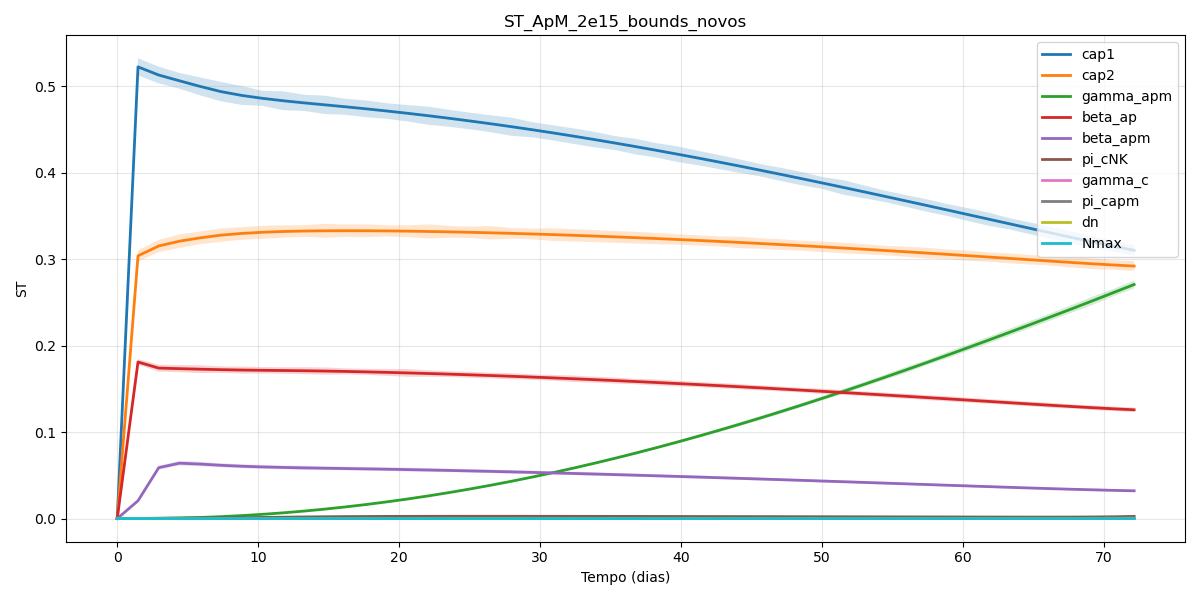 ST_ApM_2e15_bounds_novos
ST
0.5
0.4
0.3
0.2
0.1
0.0
0 10 20 30 40 50 60 70
Tempo (dias)
cap1
cap2
gamma_apm
beta_ap
beta_apm
pi_cNK
gamma_c
pi_capm
dn
Nmax